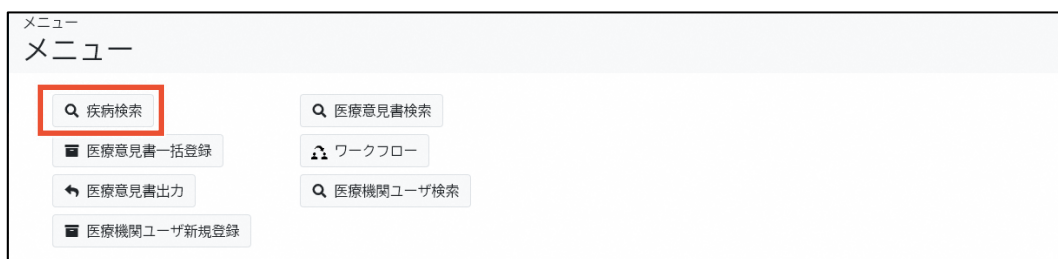 メニュー
メニュー
疾病検索
医療意見書検索
医療意見書一括登録
ワークフロー
医療意見書出力
医療機関ユーザ検索
医療機関ユーザ新規登録